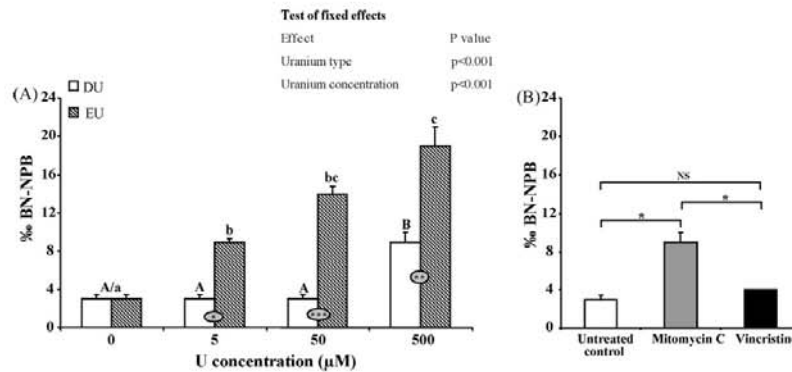 Test of fixed effects
Effect P value
Uranium type p<0.001
Uranium concentration p<0.001
(A)
DU
EU
‰ BN-NPB
24
20
16
12
8
4
0
A/a
A
b
A
bc
B
c
*
***
**
0 5 50 500
U concentration (µM)
(B)
‰ BN-NPB
24
20
16
12
8
4
0
NS
*
*
Untreated control
Mitomycin C
Vincristine